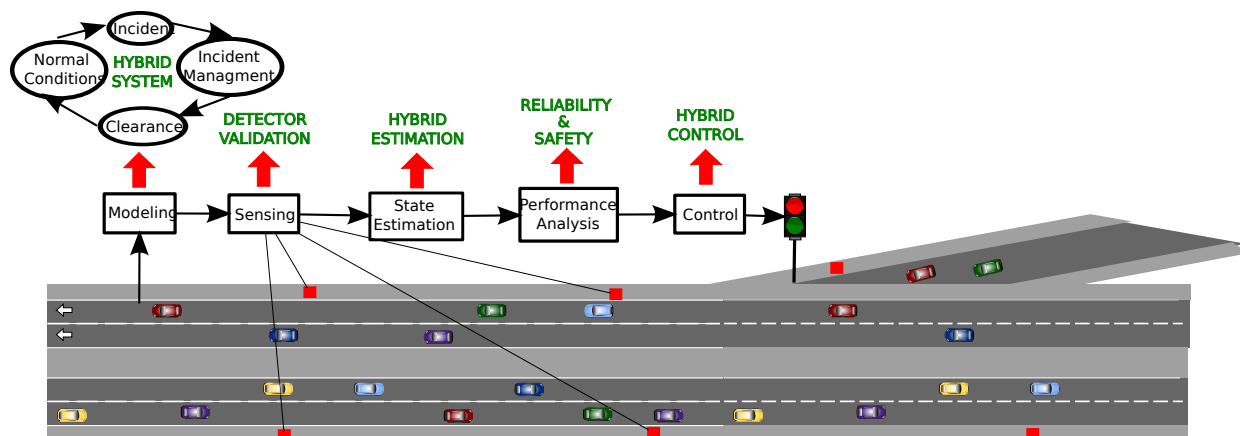 Incident
Normal
Conditions
HYBRID
SYSTEM
Incident
Managment
Clearance
DETECTOR
VALIDATION
HYBRID
ESTIMATION
RELIABILITY
&
SAFETY
HYBRID
CONTROL
Modeling
Sensing
State
Estimation
Performance
Analysis
Control